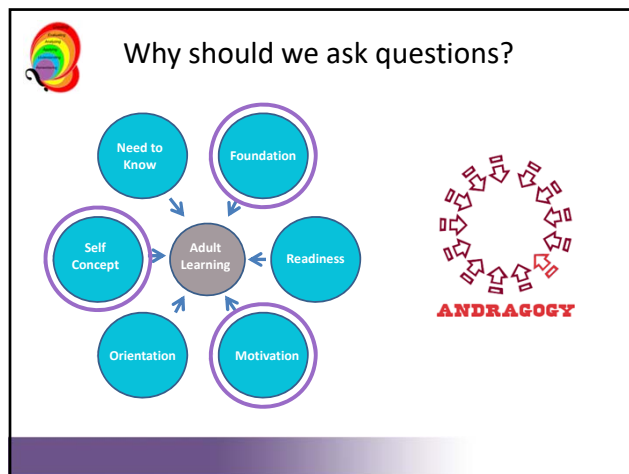 Why should we ask questions?
Need to
Know
Foundation
Self
Concept
Adult
Learning
Readiness
Orientation
Motivation
ANDRAGOGY